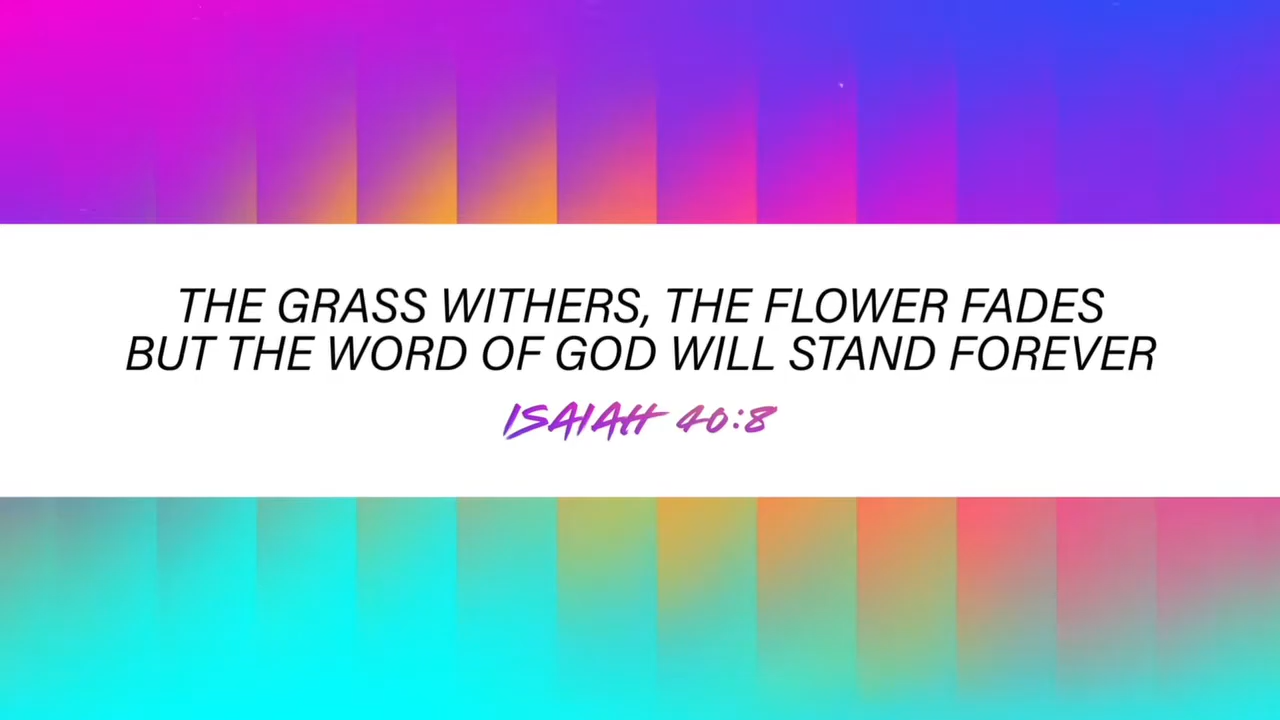 THE GRASS WITHERS, THE FLOWER FADES
BUT THE WORD OF GOD WILL STAND FOREVER
ISAIAH 40:8